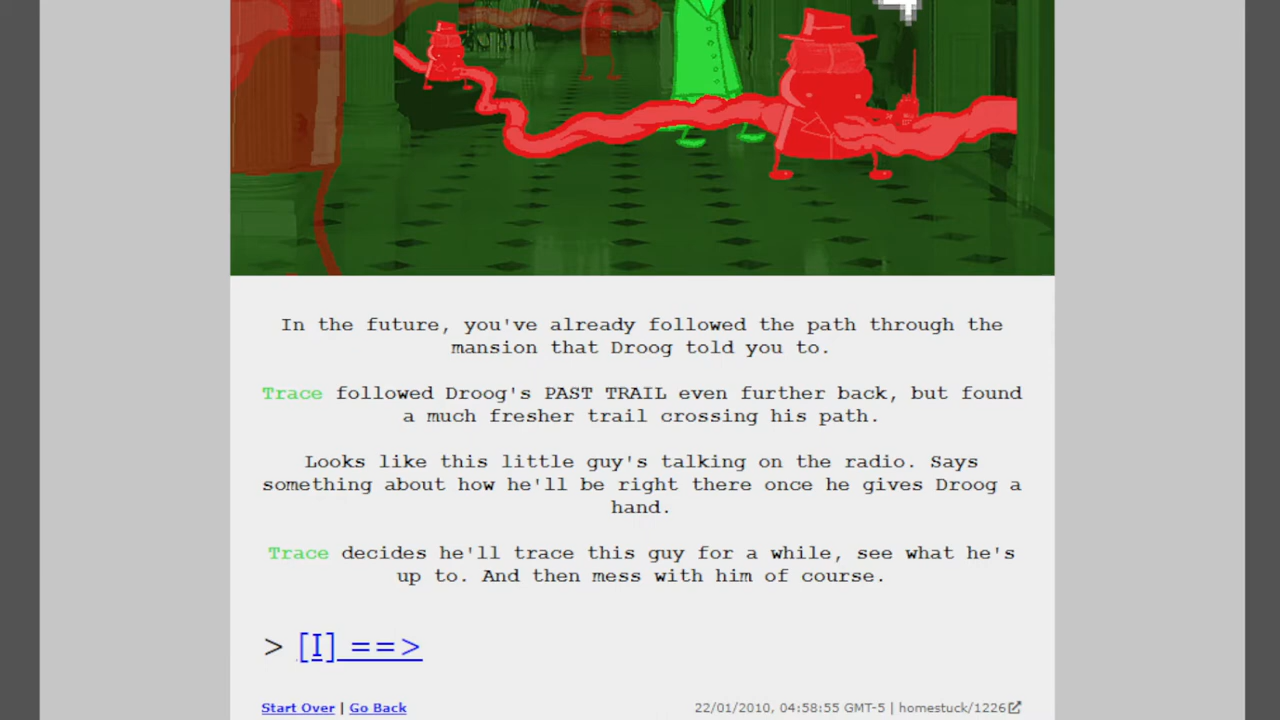 In the future, you've already followed the path through the
mansion that Droog told you to.
Trace followed Droog's PAST TRAIL even further back, but found
a much fresher trail crossing his path.
Looks like this little guy's talking on the radio. Says
something about how he'll be right there once he gives Droog a
hand.
Trace decides he'll trace this guy for a while, see what he's
up to. And then mess with him of course.
> [I] ==>
Start Over | Go Back
22/01/2010, 04:58:55 GMT-5 | homestuck/1226